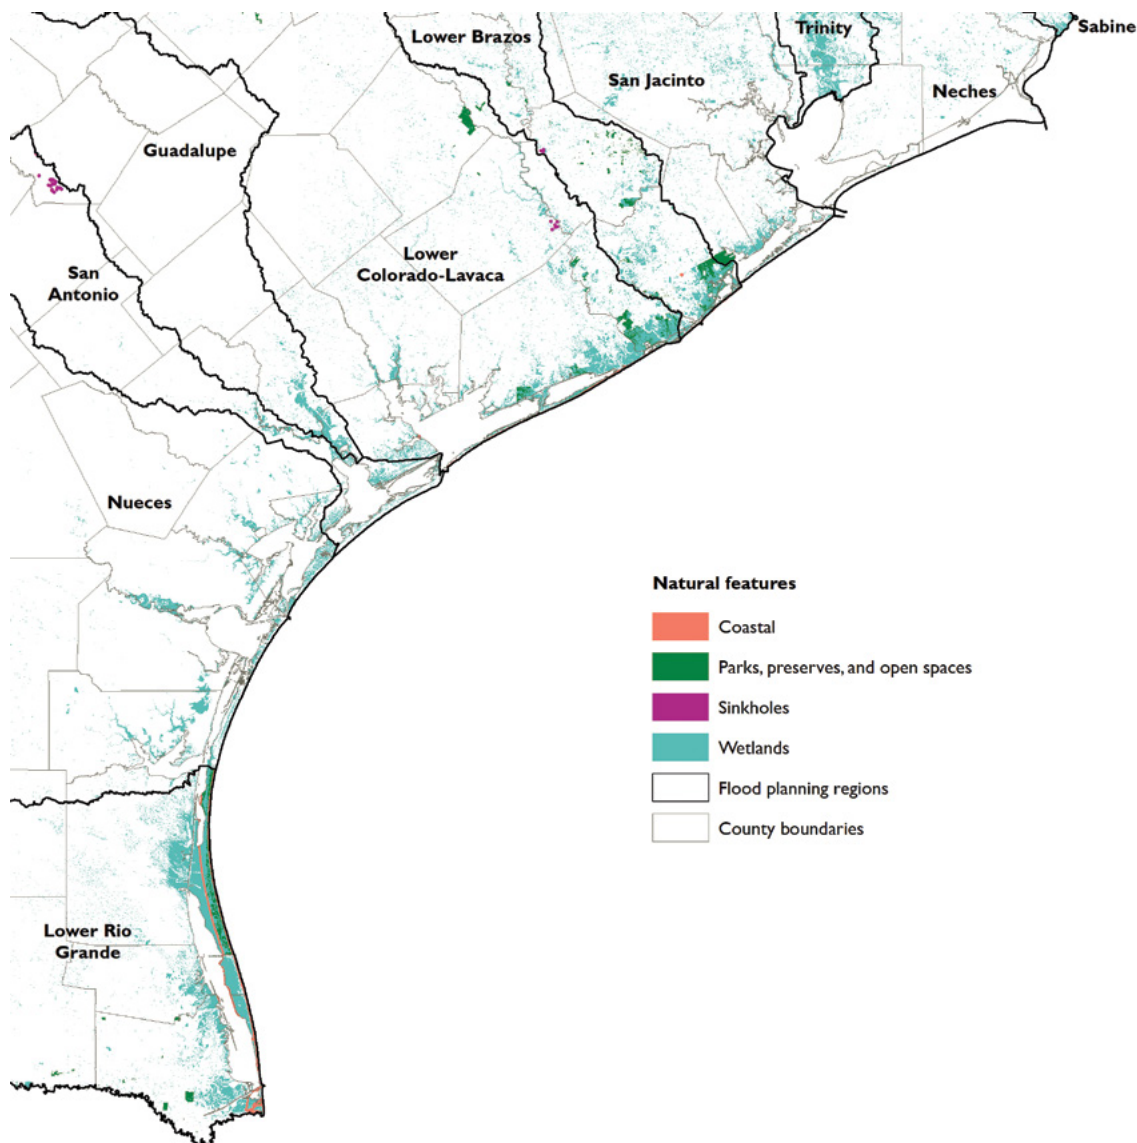 Lower Brazos
Trinity
Sabine
San Jacinto
Neches
Guadalupe
Lower
Colorado-Lavaca
San
Antonio
Nueces
Natural features
Coastal
Parks, preserves, and open spaces
Sinkholes
Wetlands
Flood planning regions
County boundaries
Lower Rio
Grande